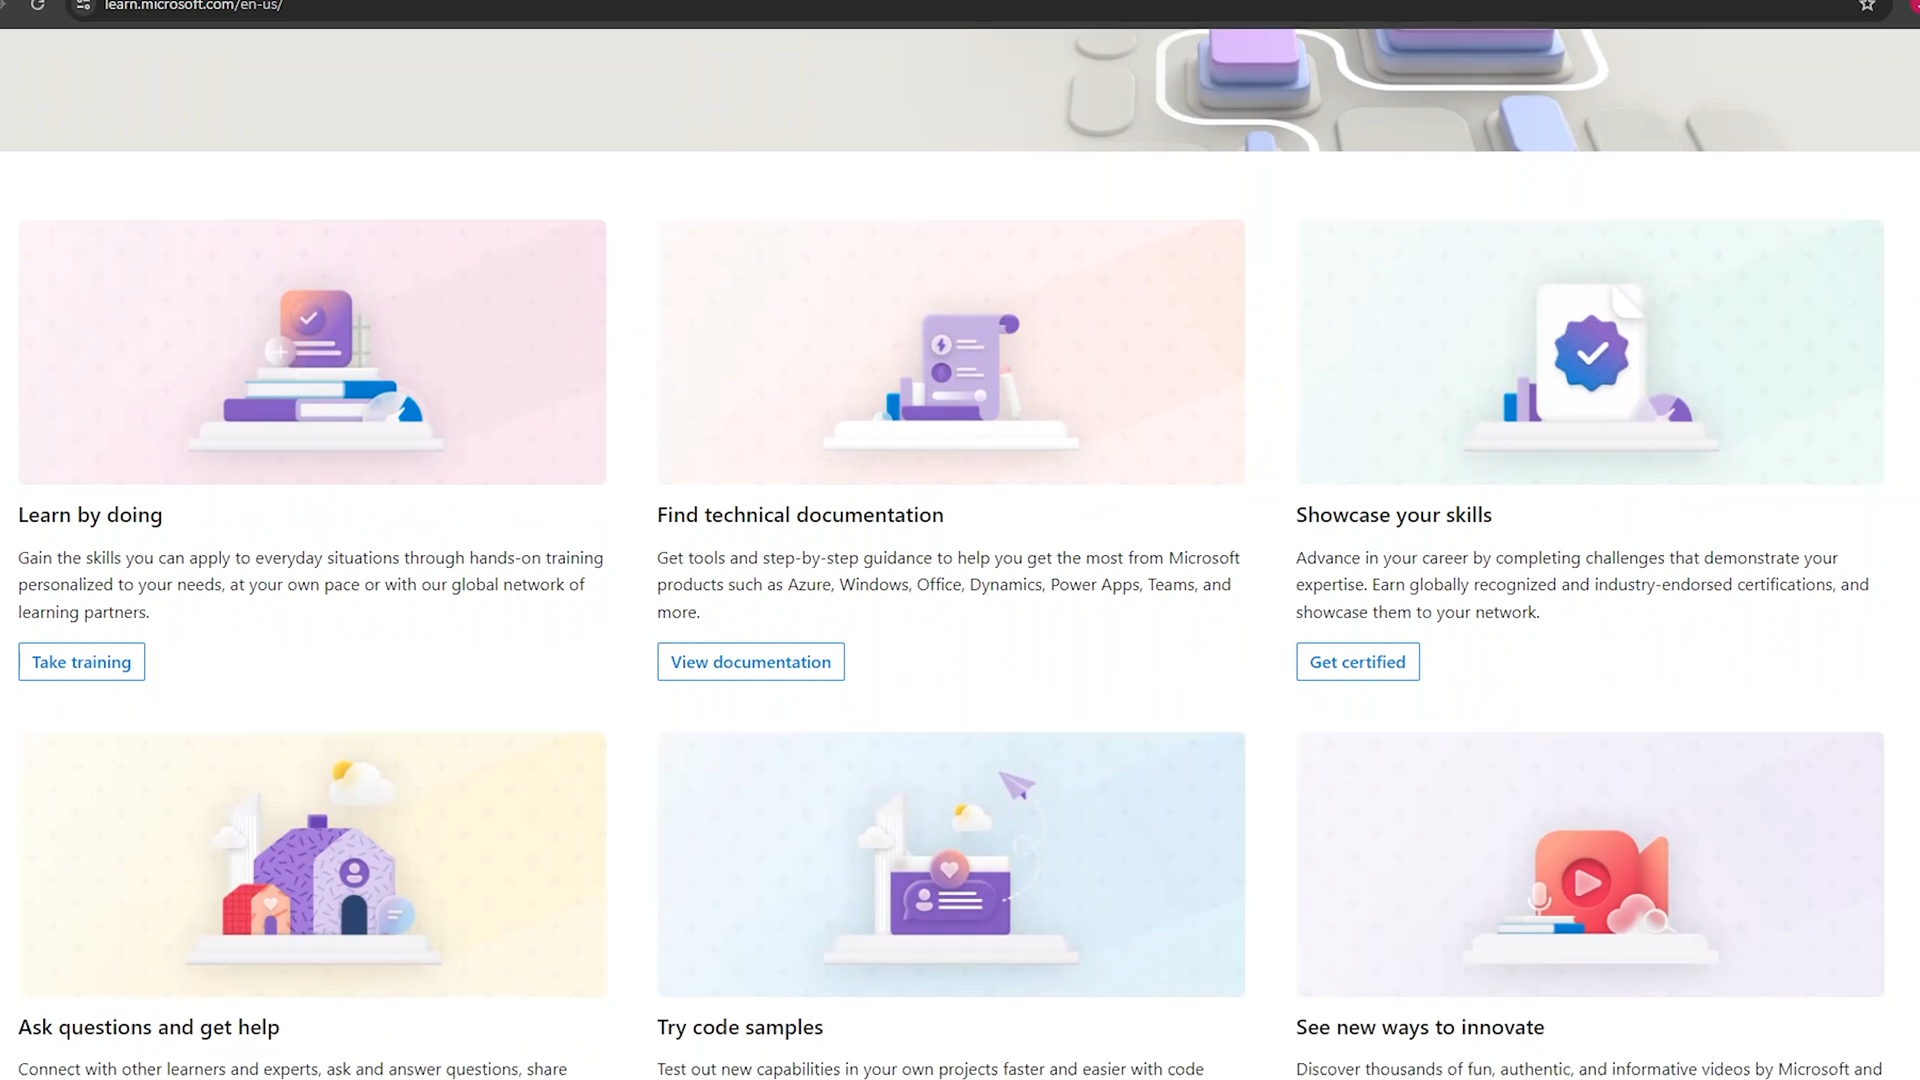 learn.microsoft.com/en-us/
Learn by doing
Gain the skills you can apply to everyday situations through hands-on training
personalized to your needs, at your own pace or with our global network of
learning partners.
Take training
Find technical documentation
Get tools and step-by-step guidance to help you get the most from Microsoft
products such as Azure, Windows, Office, Dynamics, Power Apps, Teams, and
more.
View documentation
Showcase your skills
Advance in your career by completing challenges that demonstrate your
expertise. Earn globally recognized and industry-endorsed certifications, and
showcase them to your network.
Get certified
Ask questions and get help
Connect with other learners and experts, ask and answer questions, share
Try code samples
Test out new capabilities in your own projects faster and easier with code
See new ways to innovate
Discover thousands of fun, authentic, and informative videos by Microsoft and